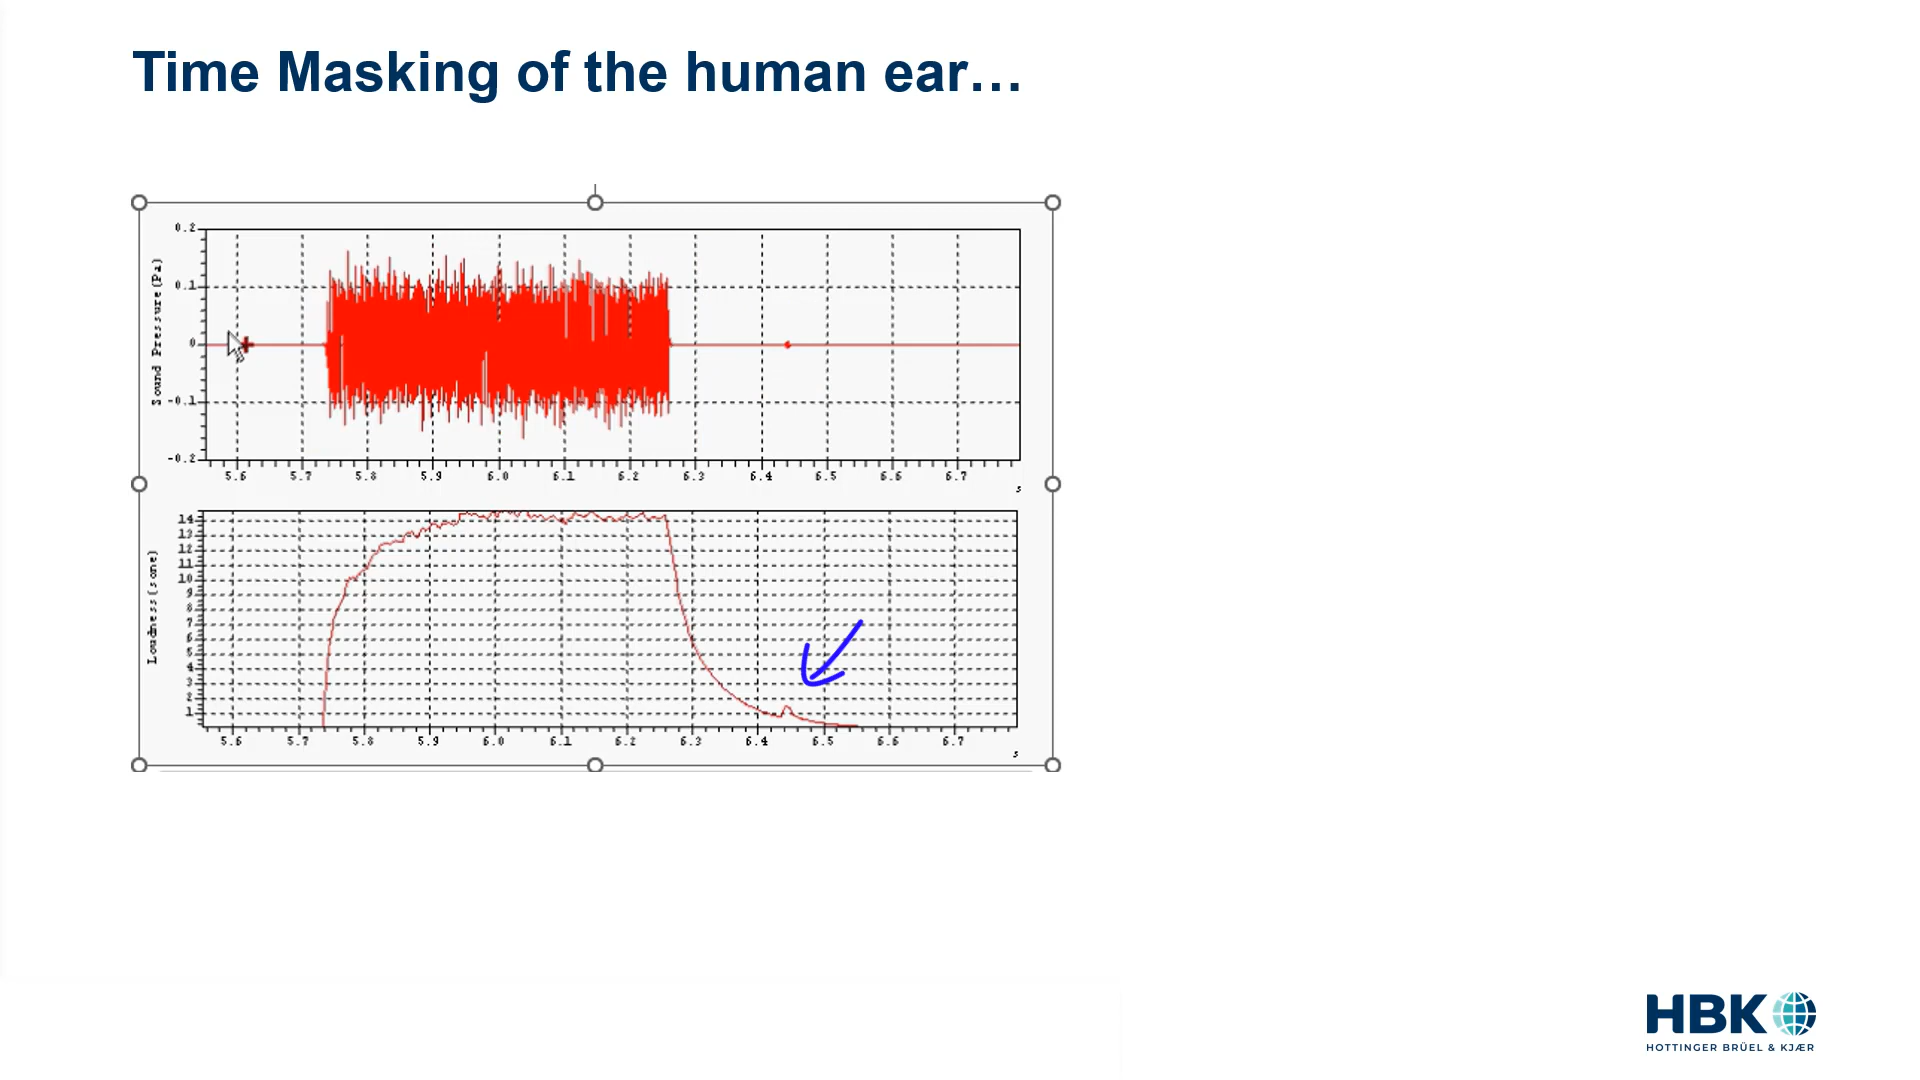 Time Masking of the human ear…
0.2
0.1
0
-0.1
-0.2
Sound Pressure(Pa)
5.6 5.7 5.8 5.9 6.0 6.1 6.2 6.3 6.4 6.5 6.6 6.7
s
14
13
12
11
10
9
8
7
6
5
4
3
2
1
Loudness(sone)
5.6 5.7 5.8 5.9 6.0 6.1 6.2 6.3 6.4 6.5 6.6 6.7
s
HBK
HOTTINGER BRÜEL & KJÆR